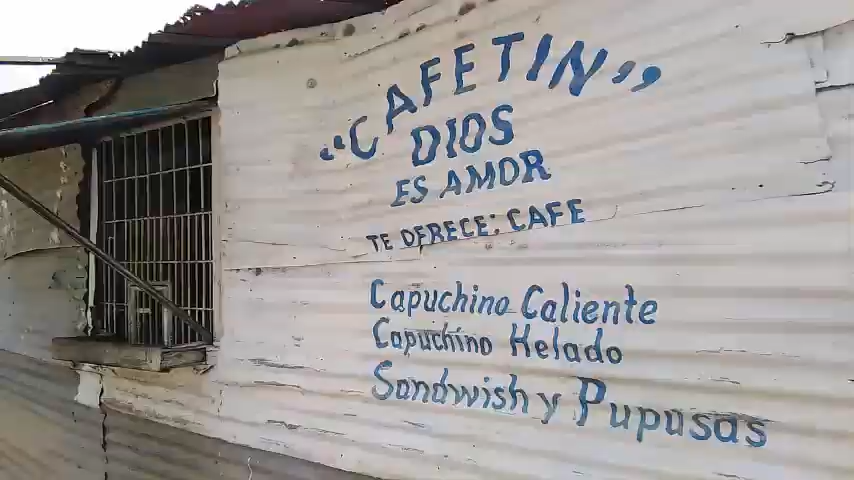 "CAFETIN"
DIOS
ES AMOR
TE OFRECE: CAFE
Capuchino Caliente
Capuchino Helado
Sandwish y Pupusas